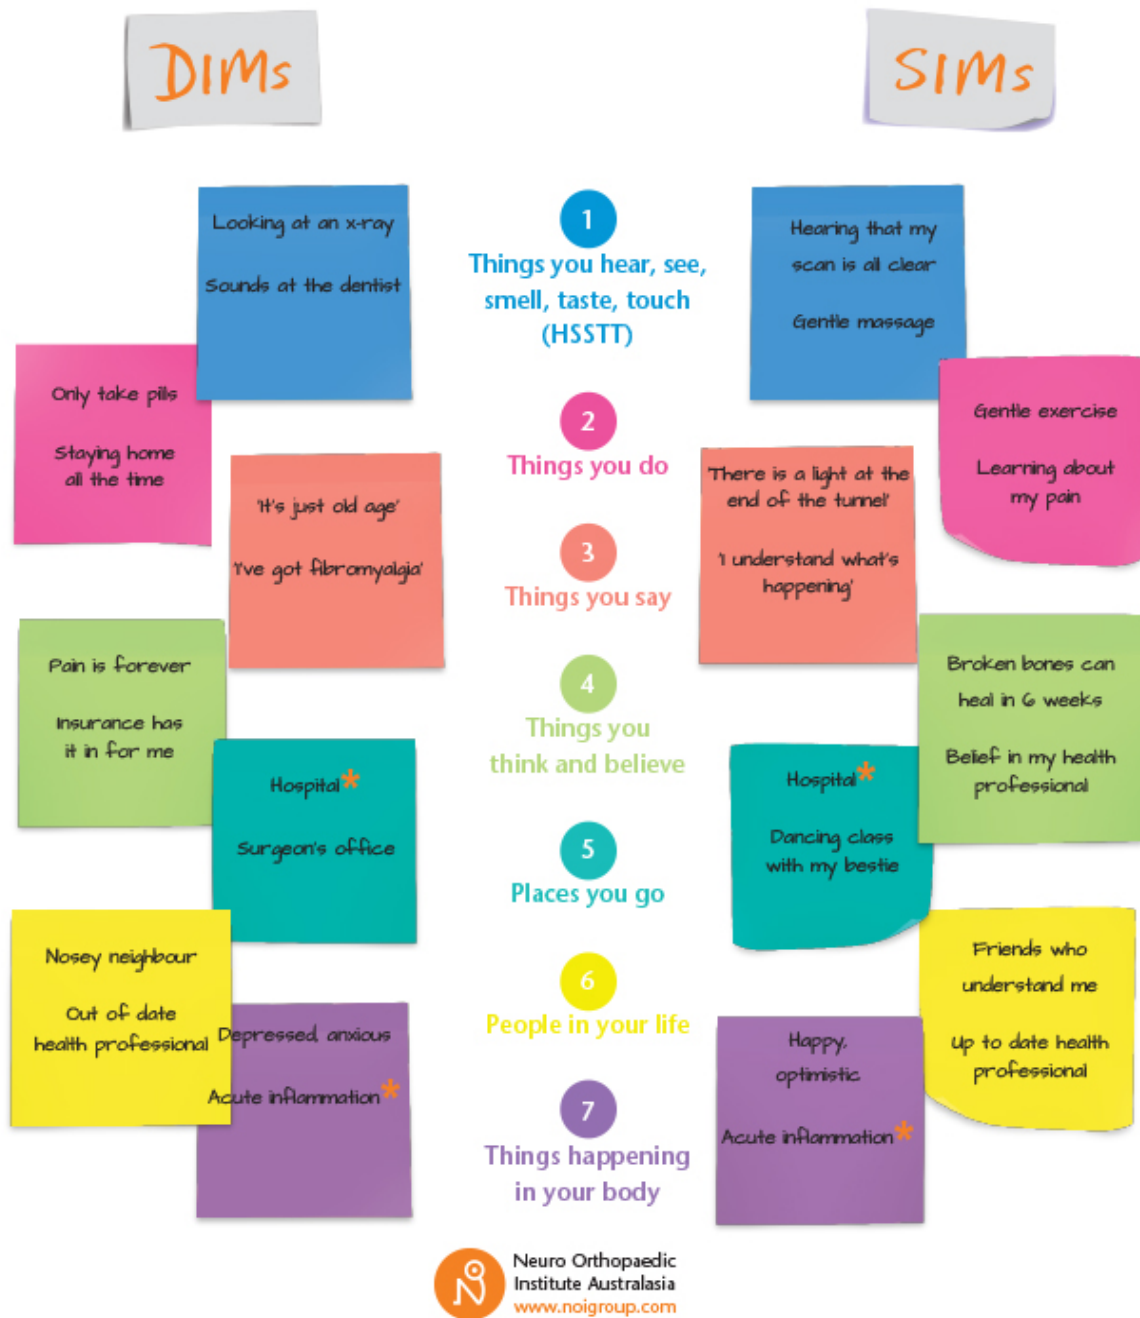 DIMs
SIMs
Looking at an x-ray
Sounds at the dentist
1
Things you hear, see,
smell, taste, touch
(HSSTT)
Hearing that my
scan is all clear
Gentle massage
Only take pills
Staying home
all the time
2
Things you do
Gentle exercise
Learning about
my pain
'It's just old age'
'I've got fibromyalgia'
3
Things you say
'There is a light at the
end of the tunnel'
'I understand what's
happening'
Pain is forever
Insurance has
it in for me
4
Things you
think and believe
Broken bones can
heal in 6 weeks
Belief in my health
professional
Hospital*
Surgeon's office
5
Places you go
Hospital*
Dancing class
with my bestie
Nosey neighbour
Out of date
health professional
6
People in your life
Friends who
understand me
Up to date health
professional
Depressed, anxious
Acute inflammation*
7
Things happening
in your body
Happy,
optimistic
Acute inflammation*
Neuro Orthopaedic
Institute Australasia
www.noigroup.com